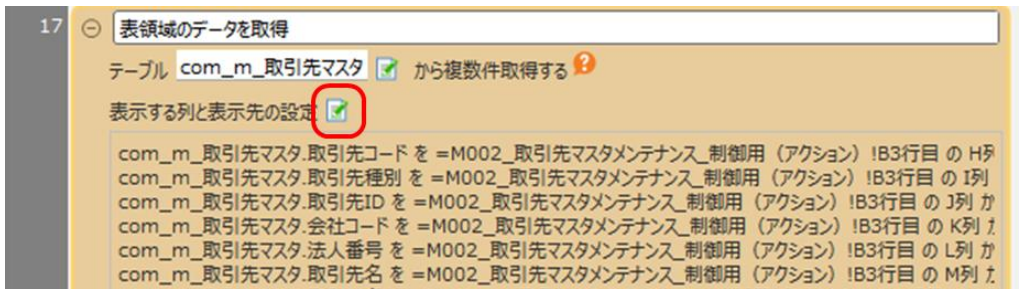 17
表領域のデータを取得
テーブル com_m_取引先マスタ から複数件取得する ?
表示する列と表示先の設定
com_m_取引先マスタ.取引先コード を =M002_取引先マスタメンテナンス_制御用（アクション）!B3行目 の H列
com_m_取引先マスタ.取引先種別 を =M002_取引先マスタメンテナンス_制御用（アクション）!B3行目 の I列
com_m_取引先マスタ.取引先ID を =M002_取引先マスタメンテナンス_制御用（アクション）!B3行目 の J列 か
com_m_取引先マスタ.会社コード を =M002_取引先マスタメンテナンス_制御用（アクション）!B3行目 の K列
com_m_取引先マスタ.法人番号 を =M002_取引先マスタメンテナンス_制御用（アクション）!B3行目 の L列 か
com_m_取引先マスタ.取引先名 を =M002_取引先マスタメンテナンス_制御用（アクション）!B3行目 の M列